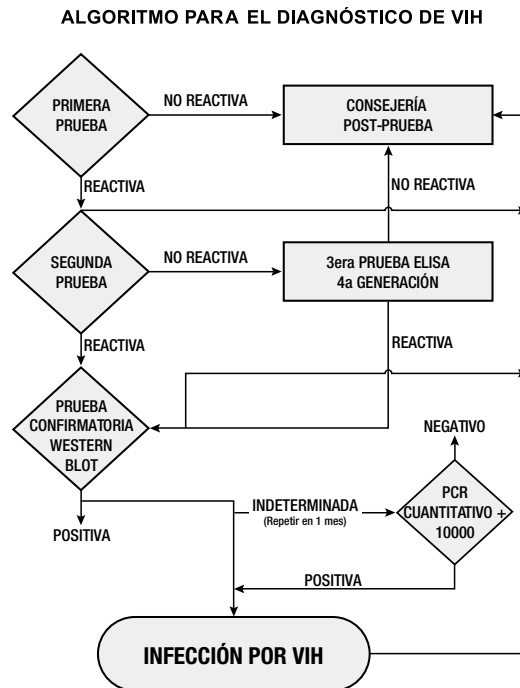 ALGORITMO PARA EL DIAGNÓSTICO DE VIH
PRIMERA
PRUEBA
NO REACTIVA
CONSEJERÍA
POST-PRUEBA
REACTIVA
NO REACTIVA
SEGUNDA
PRUEBA
NO REACTIVA
3era PRUEBA ELISA
4a GENERACIÓN
REACTIVA
REACTIVA
PRUEBA
CONFIRMATORIA
WESTERN
BLOT
NEGATIVO
INDETERMINADA
(Repetir en 1 mes)
PCR
CUANTITATIVO +
10000
POSITIVA
POSITIVA
INFECCIÓN POR VIH